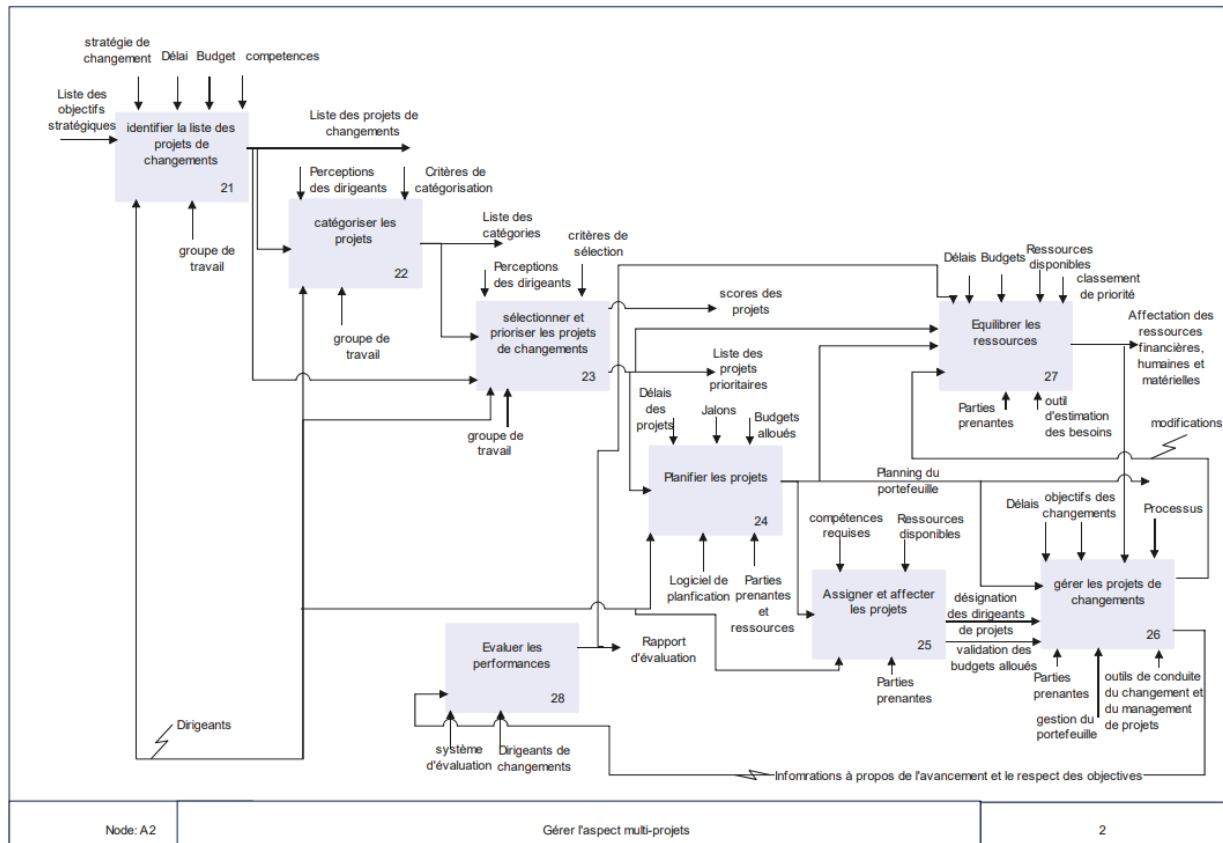 stratégie de
changement
Délai
Budget
competences
Liste des
objectifs
stratégiques
identifier la liste des
projets de
changements
21
Liste des projets de
changements
groupe de
travail
Perceptions
des dirigeants
Critères de
catégorisation
catégoriser les
projets
22
Liste des
catégories
groupe de
travail
Perceptions
des dirigeants
critères de
sélection
sélectionner et
prioriser les projets
de changements
23
scores des
projets
Liste des
projets
prioritaires
groupe de
travail
Délais
des
projets
Jalons
Budgets
alloués
Planifier les projets
24
Logiciel de
planfication
Parties
prenantes
et
ressources
Planning du
portefeuille
Délais
Budgets
Ressources
disponibles
classement
de priorité
Equilibrer les
ressources
27
Affectation des
ressources
financières,
humaines et
matérielles
Parties
prenantes
outil
d'estimation
des besoins
modifications
compétences
requises
Ressources
disponibles
Assigner et affecter
les projets
25
Parties
prenantes
désignation
des dirigeants
de projets
validation des
budgets alloués
Délais
objectifs des
changements
Processus
gérer les projets de
changements
26
Parties
prenantes
gestion du
portefeuille
outils de conduite
du changement et
du management
de projets
Evaluer les
performances
28
Rapport
d'évaluation
système
d'évaluation
Dirigeants de
changements
Dirigeants
Infomrations à propos de l'avancement et le respect des objectives
Node: A2
Gérer l'aspect multi-projets
2